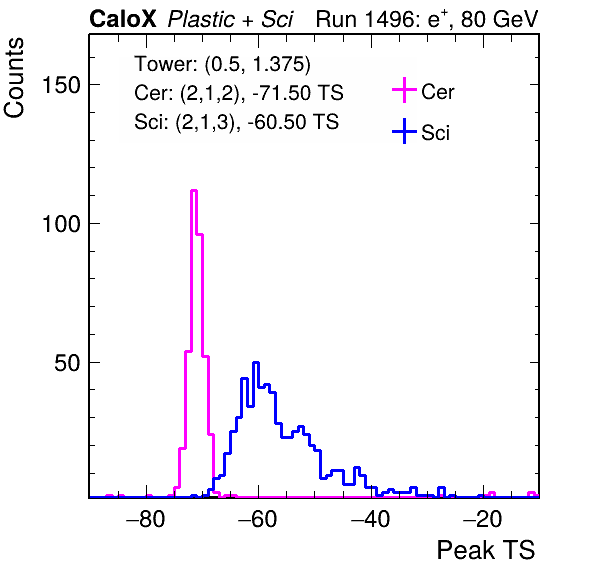 CaloX Plastic + Sci Run 1496: e+, 80 GeV
Counts
Tower: (0.5, 1.375)
Cer: (2,1,2), -71.50 TS
Sci: (2,1,3), -60.50 TS
Cer
Sci
150
100
50
−80 −60 −40 −20
Peak TS